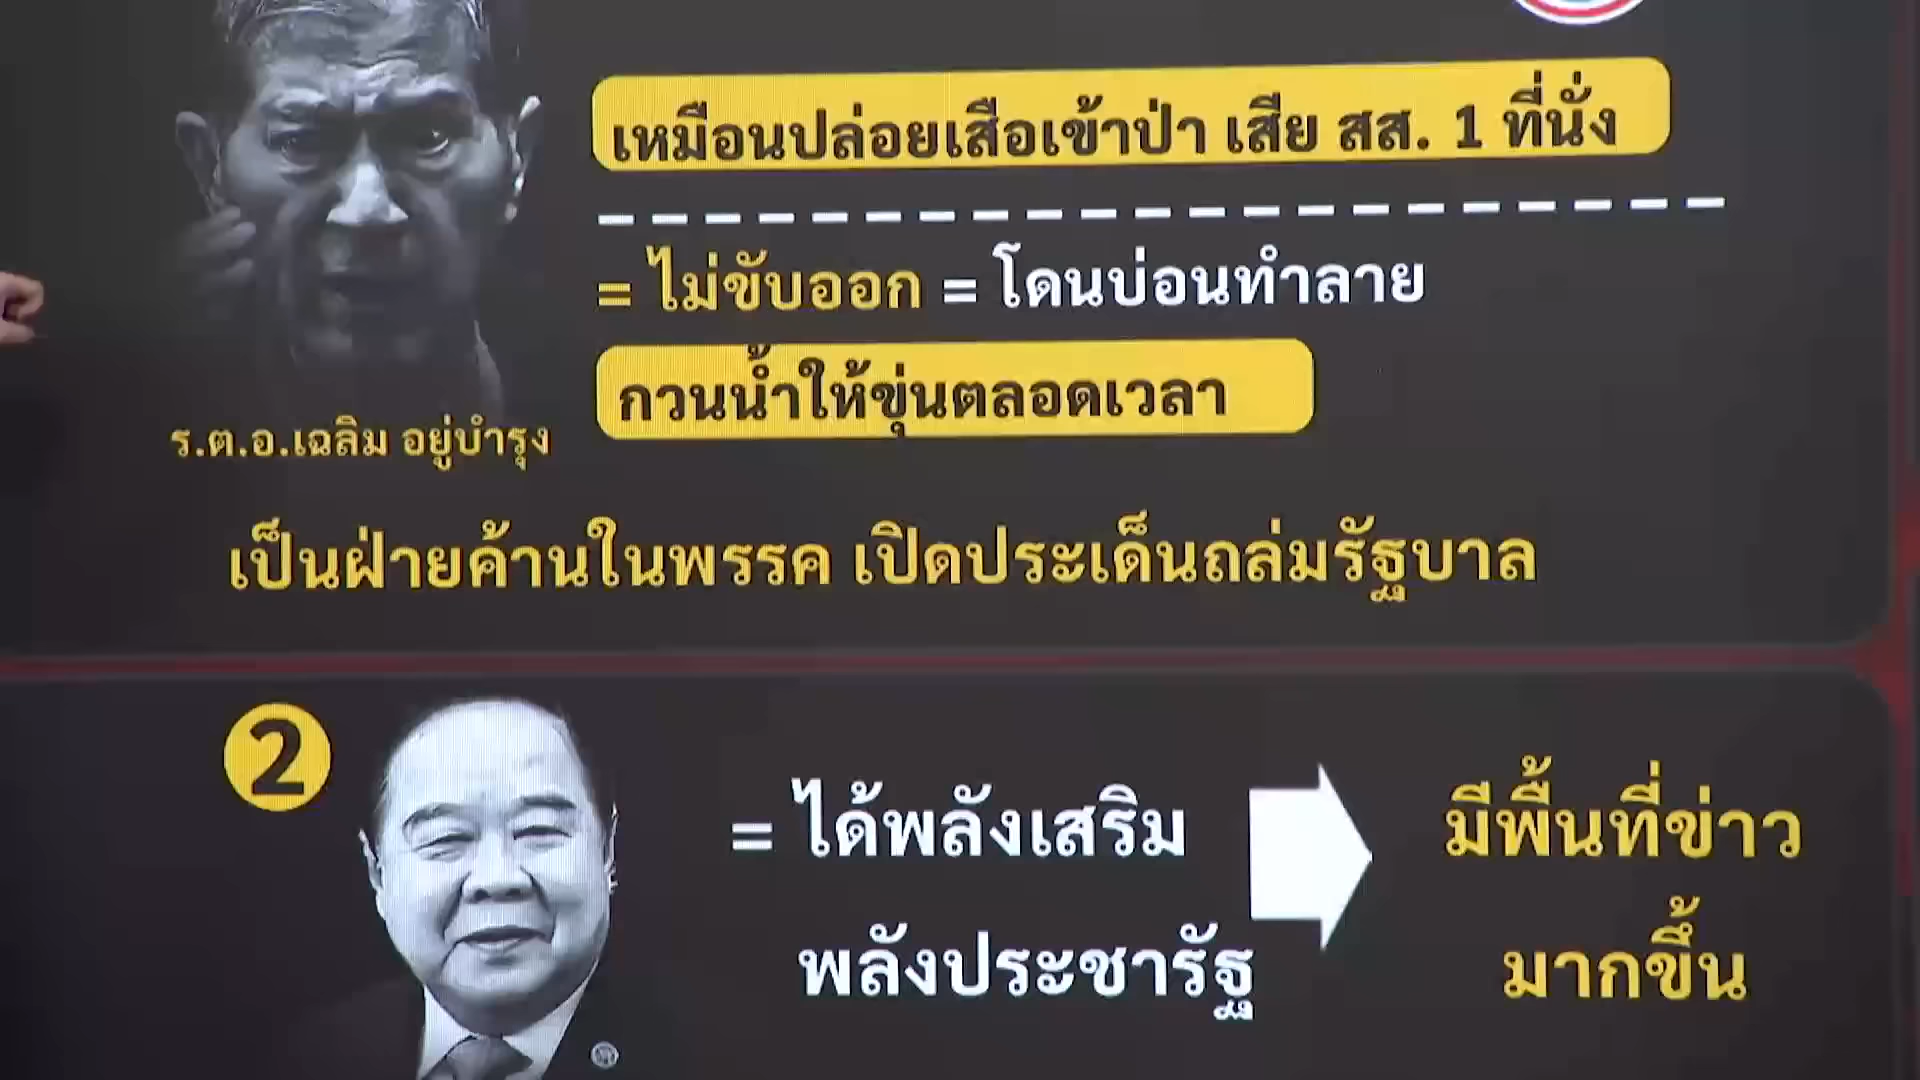 เหมือนปล่อยเสือเข้าป่า เสีย สส. 1 ที่นั่ง
= ไม่ขับออก = โดนบ่อนทำลาย
กวนน้ำให้ขุ่นตลอดเวลา
ร.ต.อ.เฉลิม อยู่บำรุง
เป็นฝ่ายค้านในพรรค เปิดประเด็นถล่มรัฐบาล
2
= ได้พลังเสริม
พลังประชารัฐ
มีพื้นที่ข่าว
มากขึ้น